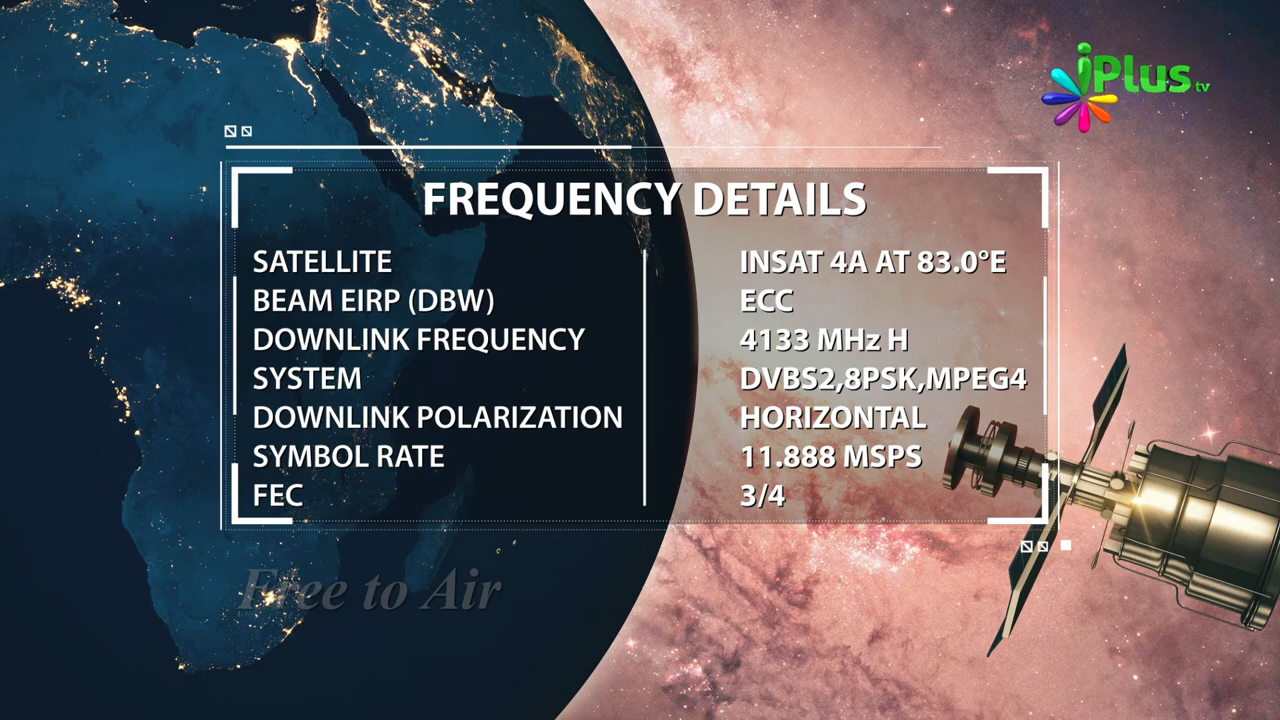 iPlus tv
FREQUENCY DETAILS
SATELLITE INSAT 4A AT 83.0°E
BEAM EIRP (DBW) ECC
DOWNLINK FREQUENCY 4133 MHz H
SYSTEM DVBS2,8PSK,MPEG4
DOWNLINK POLARIZATION HORIZONTAL
SYMBOL RATE 11.888 MSPS
FEC 3/4
Free to Air